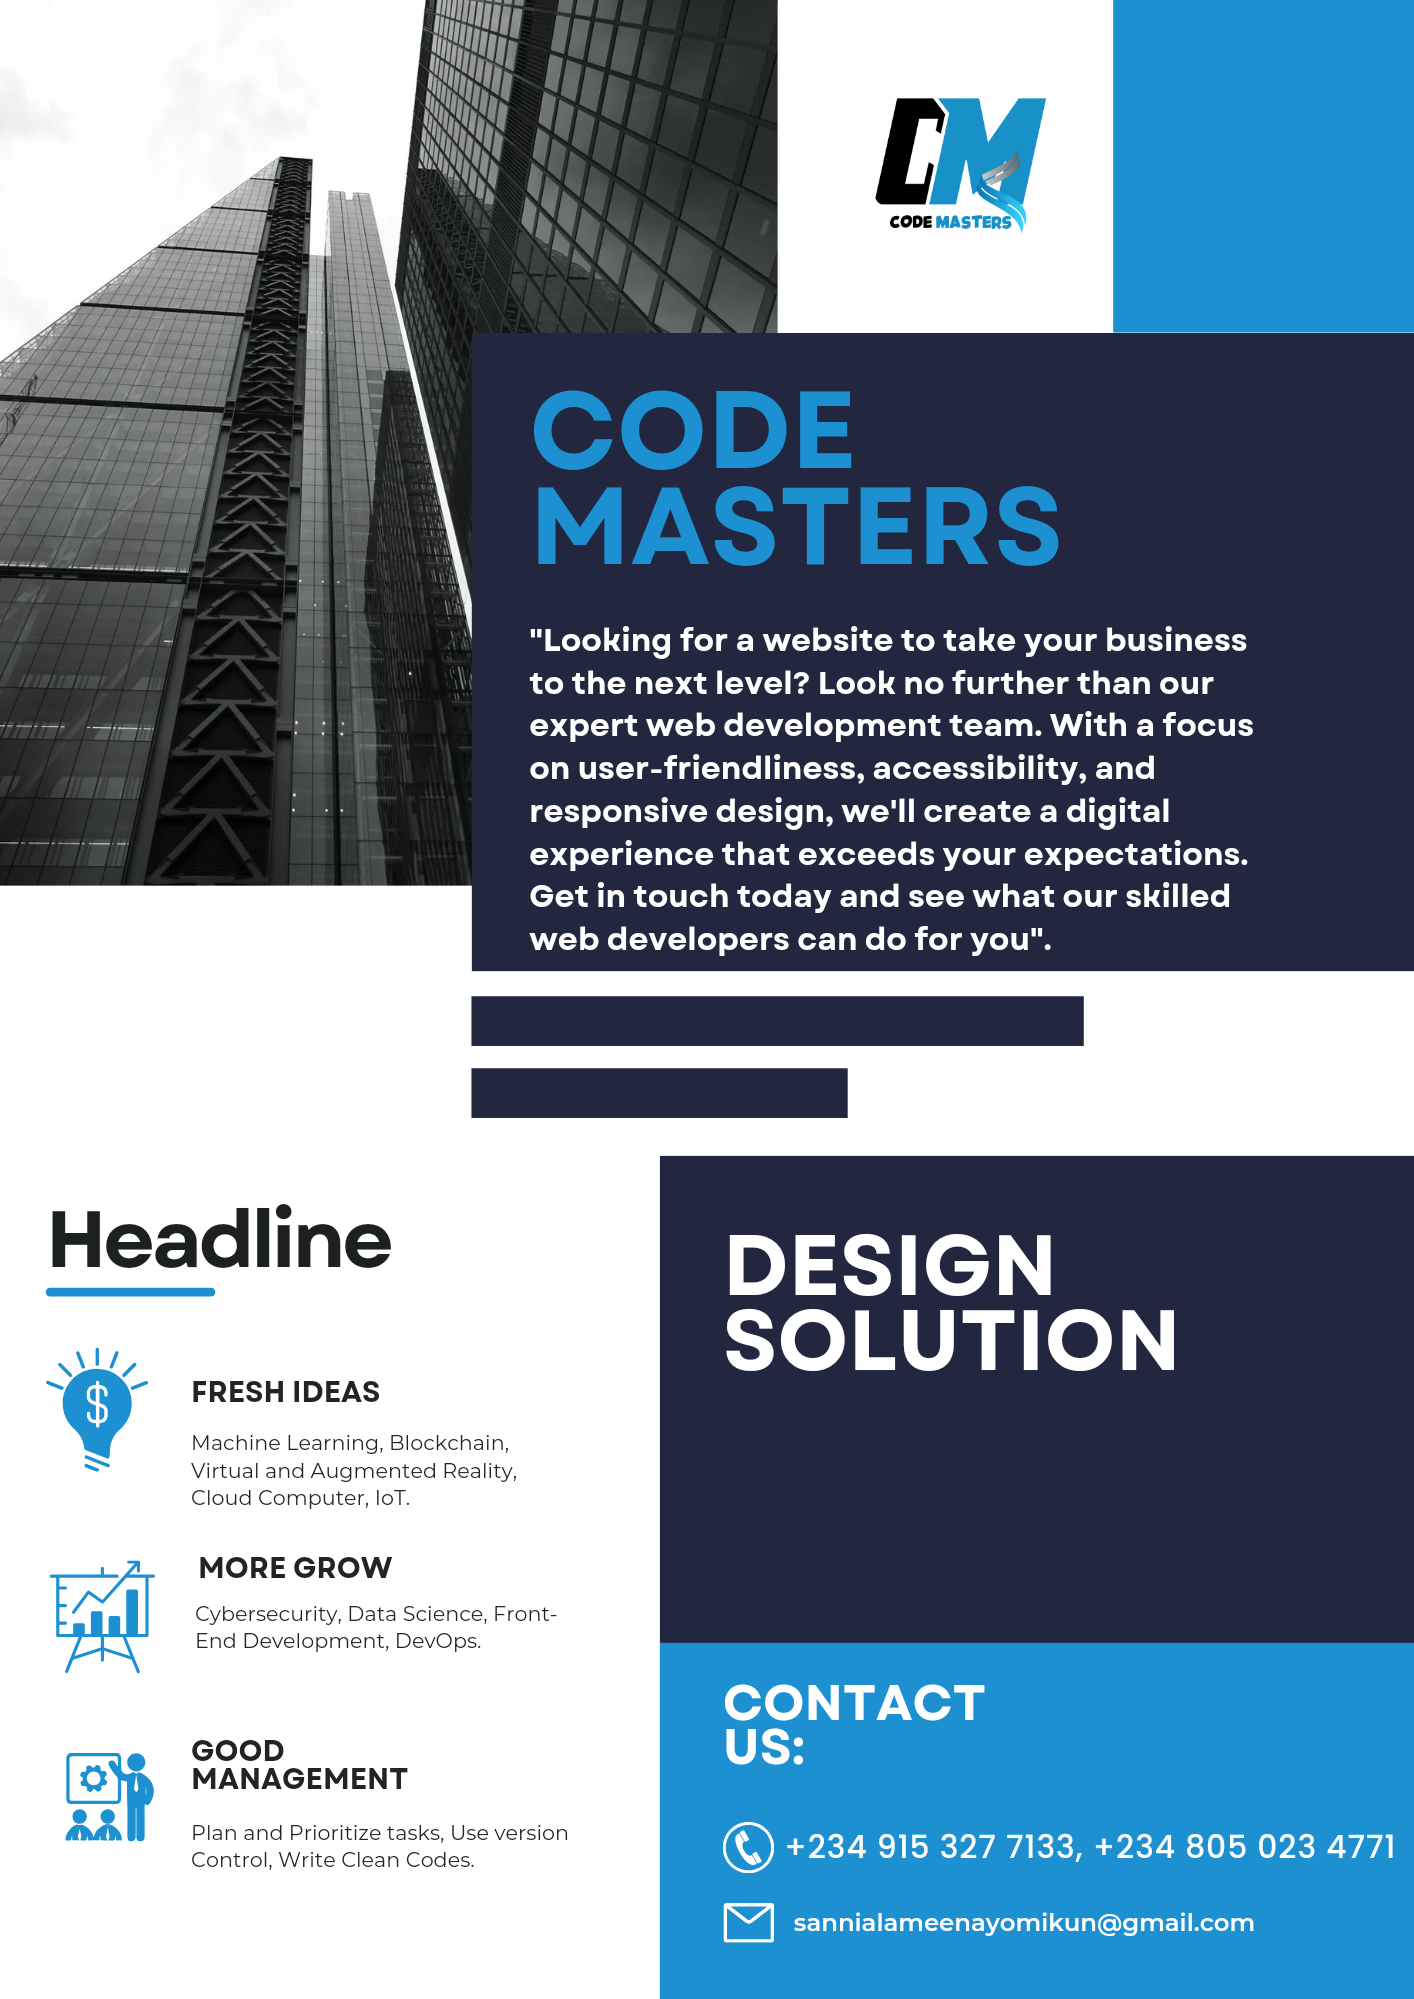 CM
CODE MASTERS
CODE
MASTERS
"Looking for a website to take your business
to the next level? Look no further than our
expert web development team. With a focus
on user-friendliness, accessibility, and
responsive design, we'll create a digital
experience that exceeds your expectations.
Get in touch today and see what our skilled
web developers can do for you".
Headline
$
FRESH IDEAS
Machine Learning, Blockchain,
Virtual and Augmented Reality,
Cloud Computer, IoT.
MORE GROW
Cybersecurity, Data Science, Front-
End Development, DevOps.
GOOD
MANAGEMENT
Plan and Prioritize tasks, Use version
Control, Write Clean Codes.
DESIGN
SOLUTION
CONTACT
US:
+234 915 327 7133, +234 805 023 4771
sannialameenayomikun@gmail.com